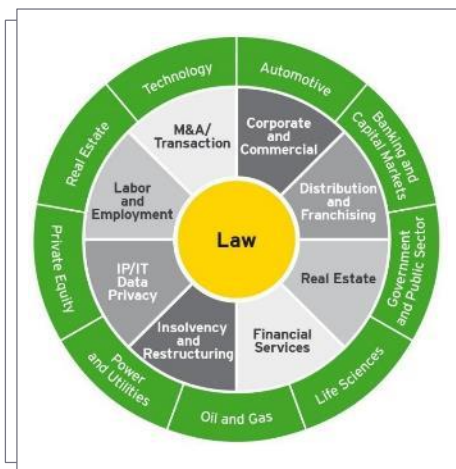 Technology
Automotive
Banking and
Capital Markets
Government
and Public Sector
Life Sciences
Oil and Gas
Power
and Utilities
Private Equity
Real Estate
M&A/
Transaction
Corporate
and
Commercial
Distribution
and
Franchising
Real Estate
Financial
Services
Insolvency
and
Restructuring
IP/IT
Data
Privacy
Labor
and
Employment
Law